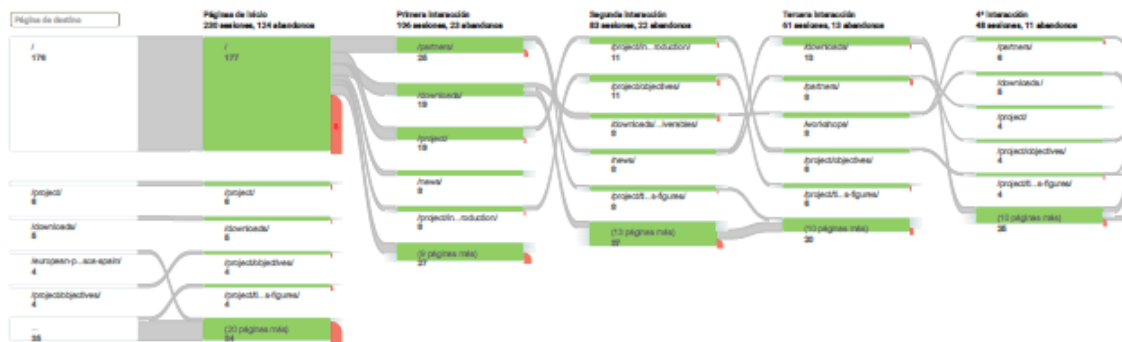 Página de destino
Páginas de inicio
230 sesiones, 124 abandonos
Primera interacción
106 sesiones, 23 abandonos
Segunda interacción
83 sesiones, 22 abandonos
Tercera interacción
61 sesiones, 13 abandonos
4ª interacción
48 sesiones, 11 abandonos
/
176
/project/
6
/downloads/
5
/european-p...sca-spain/
4
/project/objectives/
4
...
35
/
177
/project/
6
/downloads/
5
/project/objectives/
4
/project/fi...s-figures/
4
(20 páginas más)
34
/partners/
25
/downloads/
19
/project/
19
/news/
8
/project/in...roduction/
8
(9 páginas más)
27
/project/in...roduction/
11
/project/objectives/
11
/downloads/...iverables/
8
/news/
8
/project/fi...s-figures/
8
(13 páginas más)
37
/downloads/
13
/partners/
8
/workshops/
8
/project/objectives/
6
/project/fi...s-figures/
6
(10 páginas más)
20
/partners/
6
/downloads/
5
/project/
4
/project/objectives/
4
/project/fi...s-figures/
4
(13 páginas más)
25